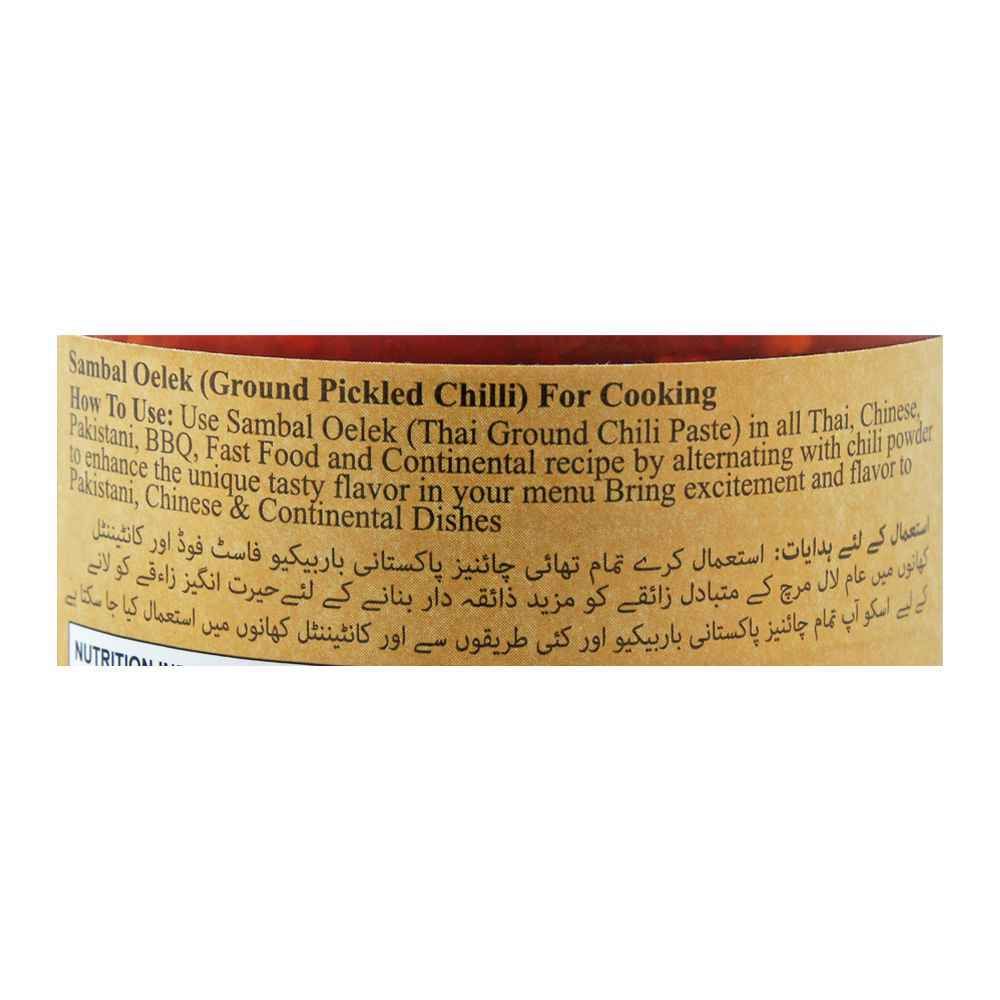 Sambal Oelek (Ground Pickled Chilli) For Cooking
How To Use: Use Sambal Oelek (Thai Ground Chili Paste) in all Thai, Chinese,
Pakistani, BBQ, Fast Food and Continental recipe by alternating with chili powder
to enhance the unique tasty flavor in your menu Bring excitement and flavor to
Pakistani, Chinese & Continental Dishes
استعمال کے لئے ہدایات: استعمال کرے تمام تھائی چائنیز پاکستانی باربیکیو فاسٹ فوڈ اور کانٹیننٹل
کھانوں میں عام لال مرچ کے متبادل زائقے کو مزید ذائقہ دار بنانے کے لئے حیرت انگیز زاءقے کو لانے
کے لیے اسکو آپ تمام چائنیز پاکستانی باربیکیو اور کئی طریقوں سے اور کانٹیننٹل کھانوں میں استعمال کیا جا سکتا ہے
NUTRITION